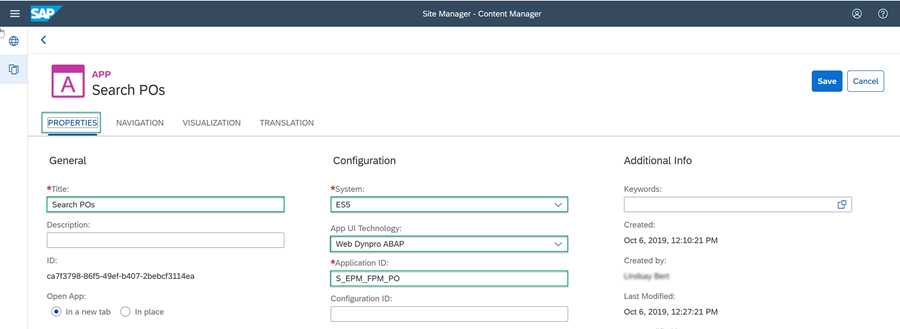 SAP
Site Manager - Content Manager
A
APP
Search POs
Save
Cancel
PROPERTIES
NAVIGATION
VISUALIZATION
TRANSLATION
General
*Title:
Search POs
Description:
ID:
ca7f3798-86f5-49ef-b407-2bebcf3114ea
Open App:
In a new tab
In place
Configuration
*System:
ES5
App UI Technology:
Web Dynpro ABAP
*Application ID:
S_EPM_FPM_PO
Configuration ID:
Additional Info
Keywords:
Created:
Oct 6, 2019, 12:10:21 PM
Created by:
Last Modified:
Oct 6, 2019, 12:27:21 PM